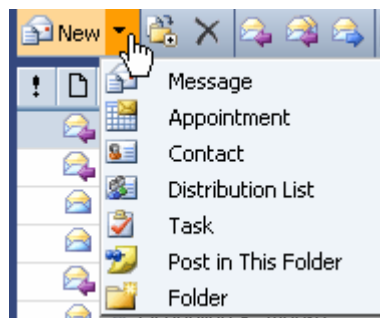 New
!
Message
Appointment
Contact
Distribution List
Task
Post in This Folder
Folder